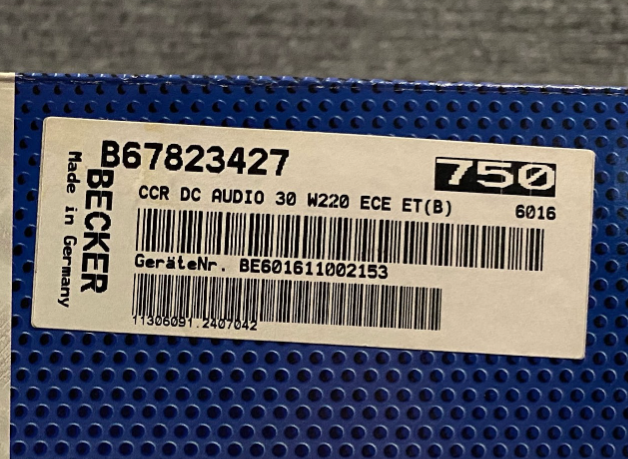 B67823427
750
CCR DC AUDIO 30 W220 ECE ET(B)
6016
GeräteNr. BE601611002153
11306091.2407042
BECKER
Made in Germany